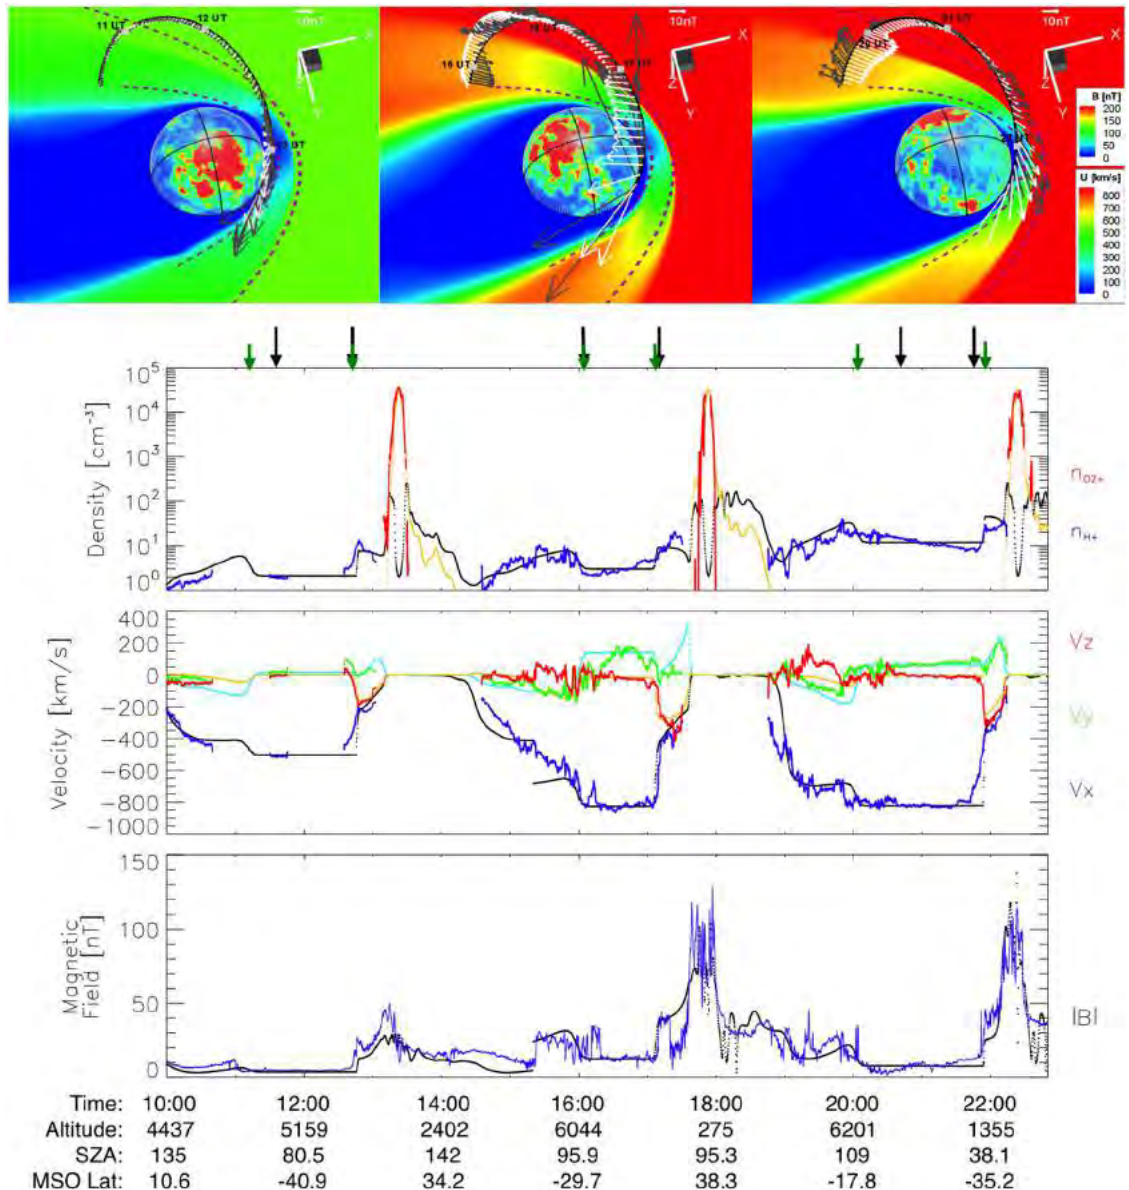 11 UT
12 UT
10nT
X
Z
Y
13 UT
16 UT
10nT
X
Z
Y
20 UT
21 UT
10nT
X
Z
Y
22 UT
B [nT]
200
150
100
50
0
U [km/s]
800
700
600
500
400
300
200
100
0
Density [cm⁻³]
10⁵
10⁴
10³
10²
10¹
10⁰
nO2+
nH+
Velocity [km/s]
400
200
0
−200
−400
−600
−800
−1000
Vz
Vy
Vx
Magnetic
Field [nT]
150
100
50
0
|B|
Time: 10:00 12:00 14:00 16:00 18:00 20:00 22:00
Altitude: 4437 5159 2402 6044 275 6201 1355
SZA: 135 80.5 142 95.9 95.3 109 38.1
MSO Lat: 10.6 -40.9 34.2 -29.7 38.3 -17.8 -35.2